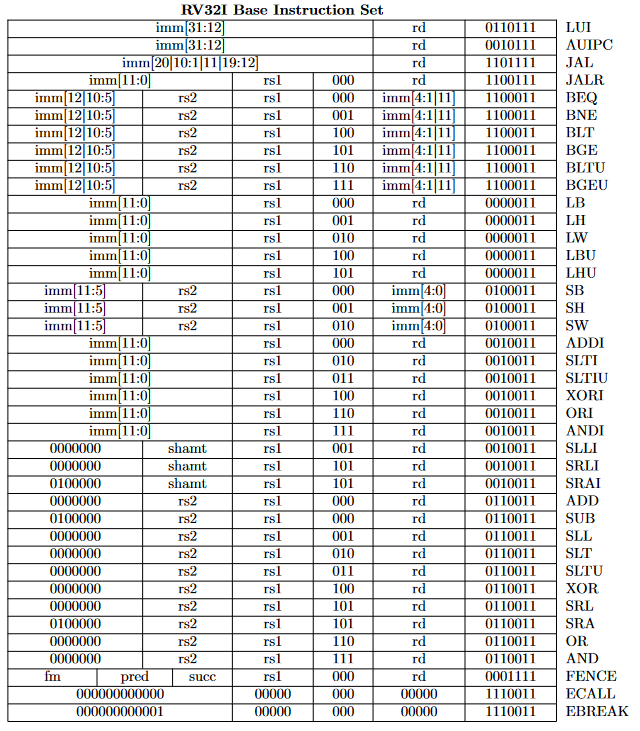 RV32I Base Instruction Set
imm[31:12] rd 0110111 LUI
imm[31:12] rd 0010111 AUIPC
imm[20|10:1|11|19:12] rd 1101111 JAL
imm[11:0] rs1 000 rd 1100111 JALR
imm[12|10:5] rs2 rs1 000 imm[4:1|11] 1100011 BEQ
imm[12|10:5] rs2 rs1 001 imm[4:1|11] 1100011 BNE
imm[12|10:5] rs2 rs1 100 imm[4:1|11] 1100011 BLT
imm[12|10:5] rs2 rs1 101 imm[4:1|11] 1100011 BGE
imm[12|10:5] rs2 rs1 110 imm[4:1|11] 1100011 BLTU
imm[12|10:5] rs2 rs1 111 imm[4:1|11] 1100011 BGEU
imm[11:0] rs1 000 rd 0000011 LB
imm[11:0] rs1 001 rd 0000011 LH
imm[11:0] rs1 010 rd 0000011 LW
imm[11:0] rs1 100 rd 0000011 LBU
imm[11:0] rs1 101 rd 0000011 LHU
imm[11:5] rs2 rs1 000 imm[4:0] 0100011 SB
imm[11:5] rs2 rs1 001 imm[4:0] 0100011 SH
imm[11:5] rs2 rs1 010 imm[4:0] 0100011 SW
imm[11:0] rs1 000 rd 0010011 ADDI
imm[11:0] rs1 010 rd 0010011 SLTI
imm[11:0] rs1 011 rd 0010011 SLTIU
imm[11:0] rs1 100 rd 0010011 XORI
imm[11:0] rs1 110 rd 0010011 ORI
imm[11:0] rs1 111 rd 0010011 ANDI
0000000 shamt rs1 001 rd 0010011 SLLI
0000000 shamt rs1 101 rd 0010011 SRLI
0100000 shamt rs1 101 rd 0010011 SRAI
0000000 rs2 rs1 000 rd 0110011 ADD
0100000 rs2 rs1 000 rd 0110011 SUB
0000000 rs2 rs1 001 rd 0110011 SLL
0000000 rs2 rs1 010 rd 0110011 SLT
0000000 rs2 rs1 011 rd 0110011 SLTU
0000000 rs2 rs1 100 rd 0110011 XOR
0000000 rs2 rs1 101 rd 0110011 SRL
0100000 rs2 rs1 101 rd 0110011 SRA
0000000 rs2 rs1 110 rd 0110011 OR
0000000 rs2 rs1 111 rd 0110011 AND
fm pred succ rs1 000 rd 0001111 FENCE
000000000000 00000 000 00000 1110011 ECALL
000000000001 00000 000 00000 1110011 EBREAK